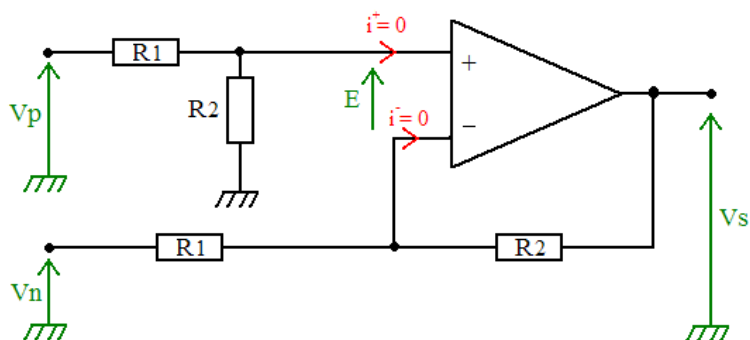 i⁺= 0
R1
+
Vp
R2
E
i⁻= 0
−
Vs
R1
R2
Vn